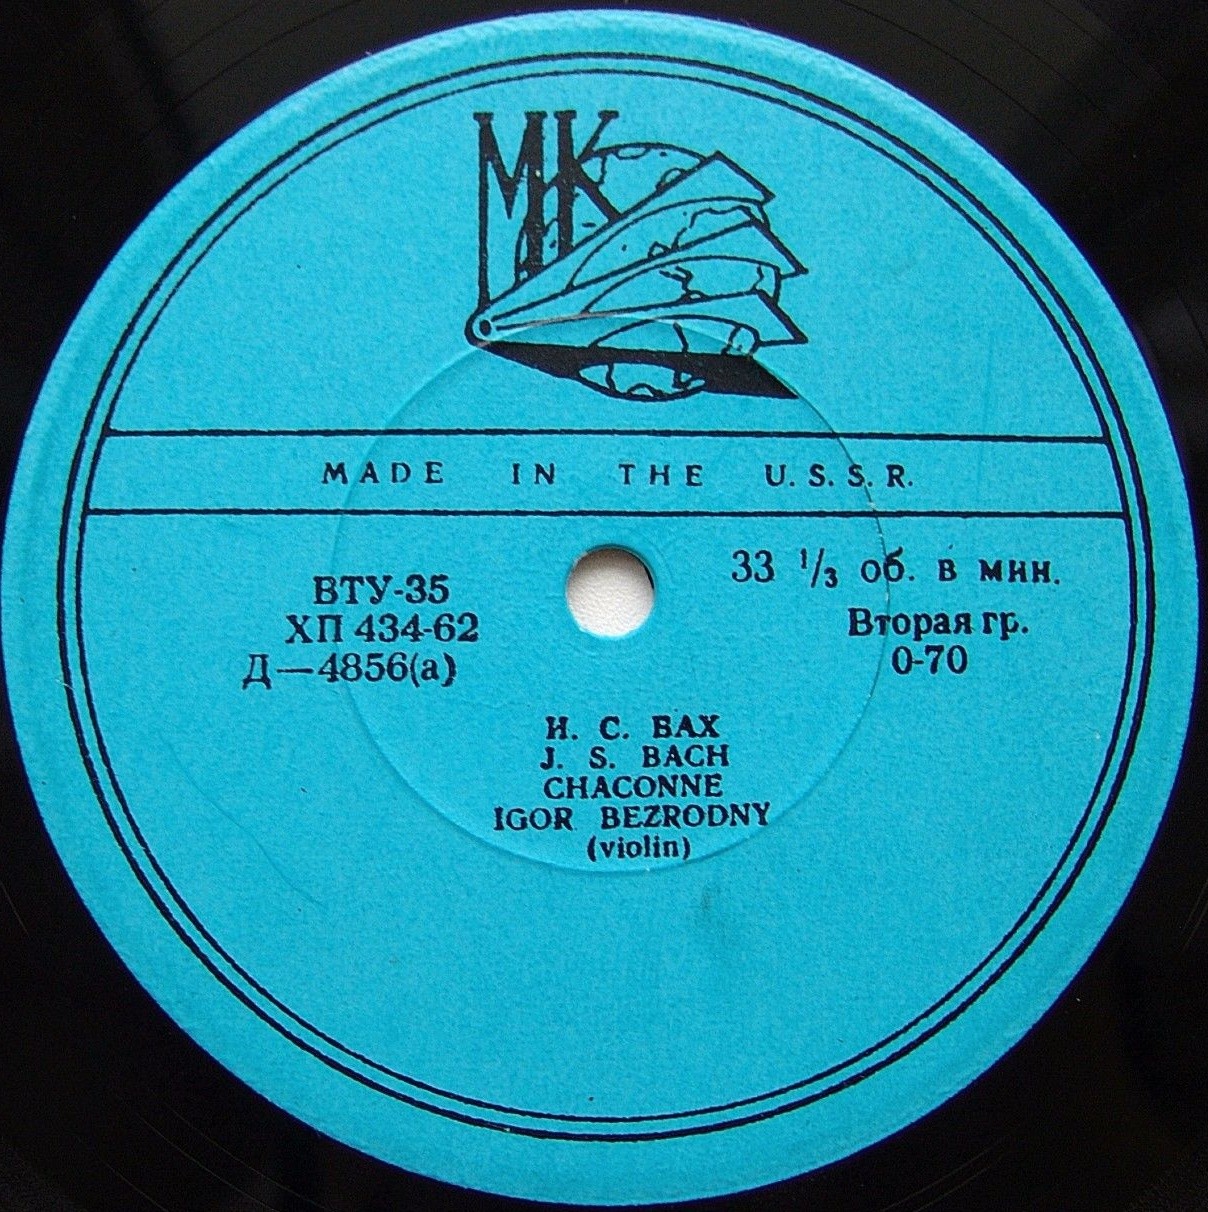 МК
MADE IN THE U.S.S.R.
ВТУ-35
ХП 434-62
Д—4856(а)
33 1/3 об. в мин.
Вторая гр.
0-70
И. С. БАХ
J. S. BACH
CHACONNE
IGOR BEZRODNY
(violin)